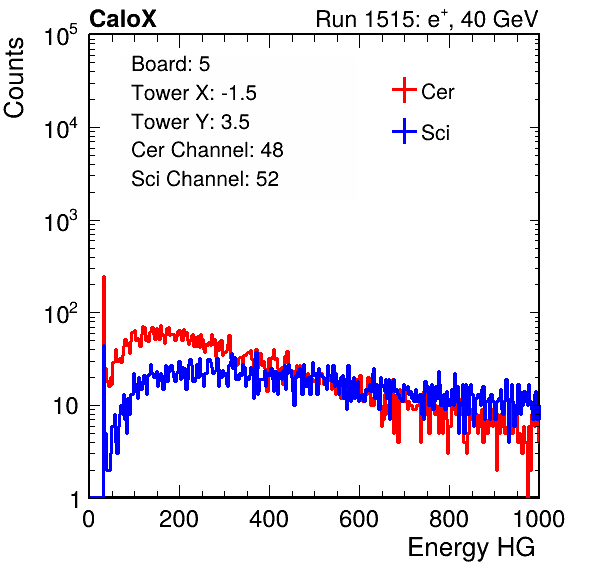 CaloX Run 1515: e⁺, 40 GeV
Counts
Board: 5
Tower X: -1.5
Tower Y: 3.5
Cer Channel: 48
Sci Channel: 52
Cer
Sci
10⁵
10⁴
10³
10²
10
1
0 200 400 600 800 1000
Energy HG